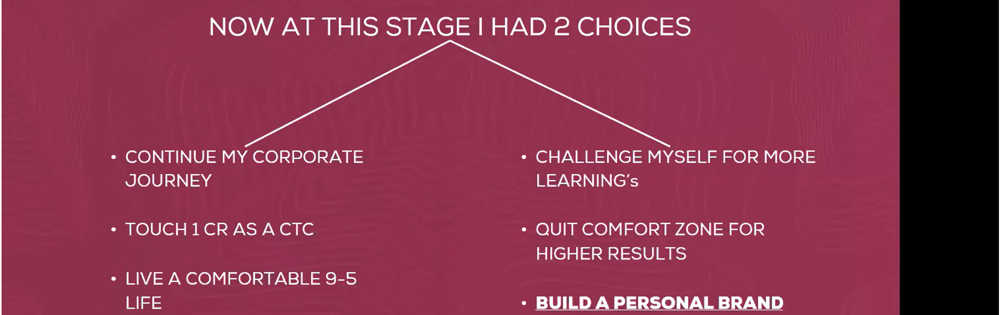 NOW AT THIS STAGE I HAD 2 CHOICES
• CONTINUE MY CORPORATE
JOURNEY
• TOUCH 1 CR AS A CTC
• LIVE A COMFORTABLE 9-5
LIFE
• CHALLENGE MYSELF FOR MORE
LEARNING's
• QUIT COMFORT ZONE FOR
HIGHER RESULTS
• BUILD A PERSONAL BRAND